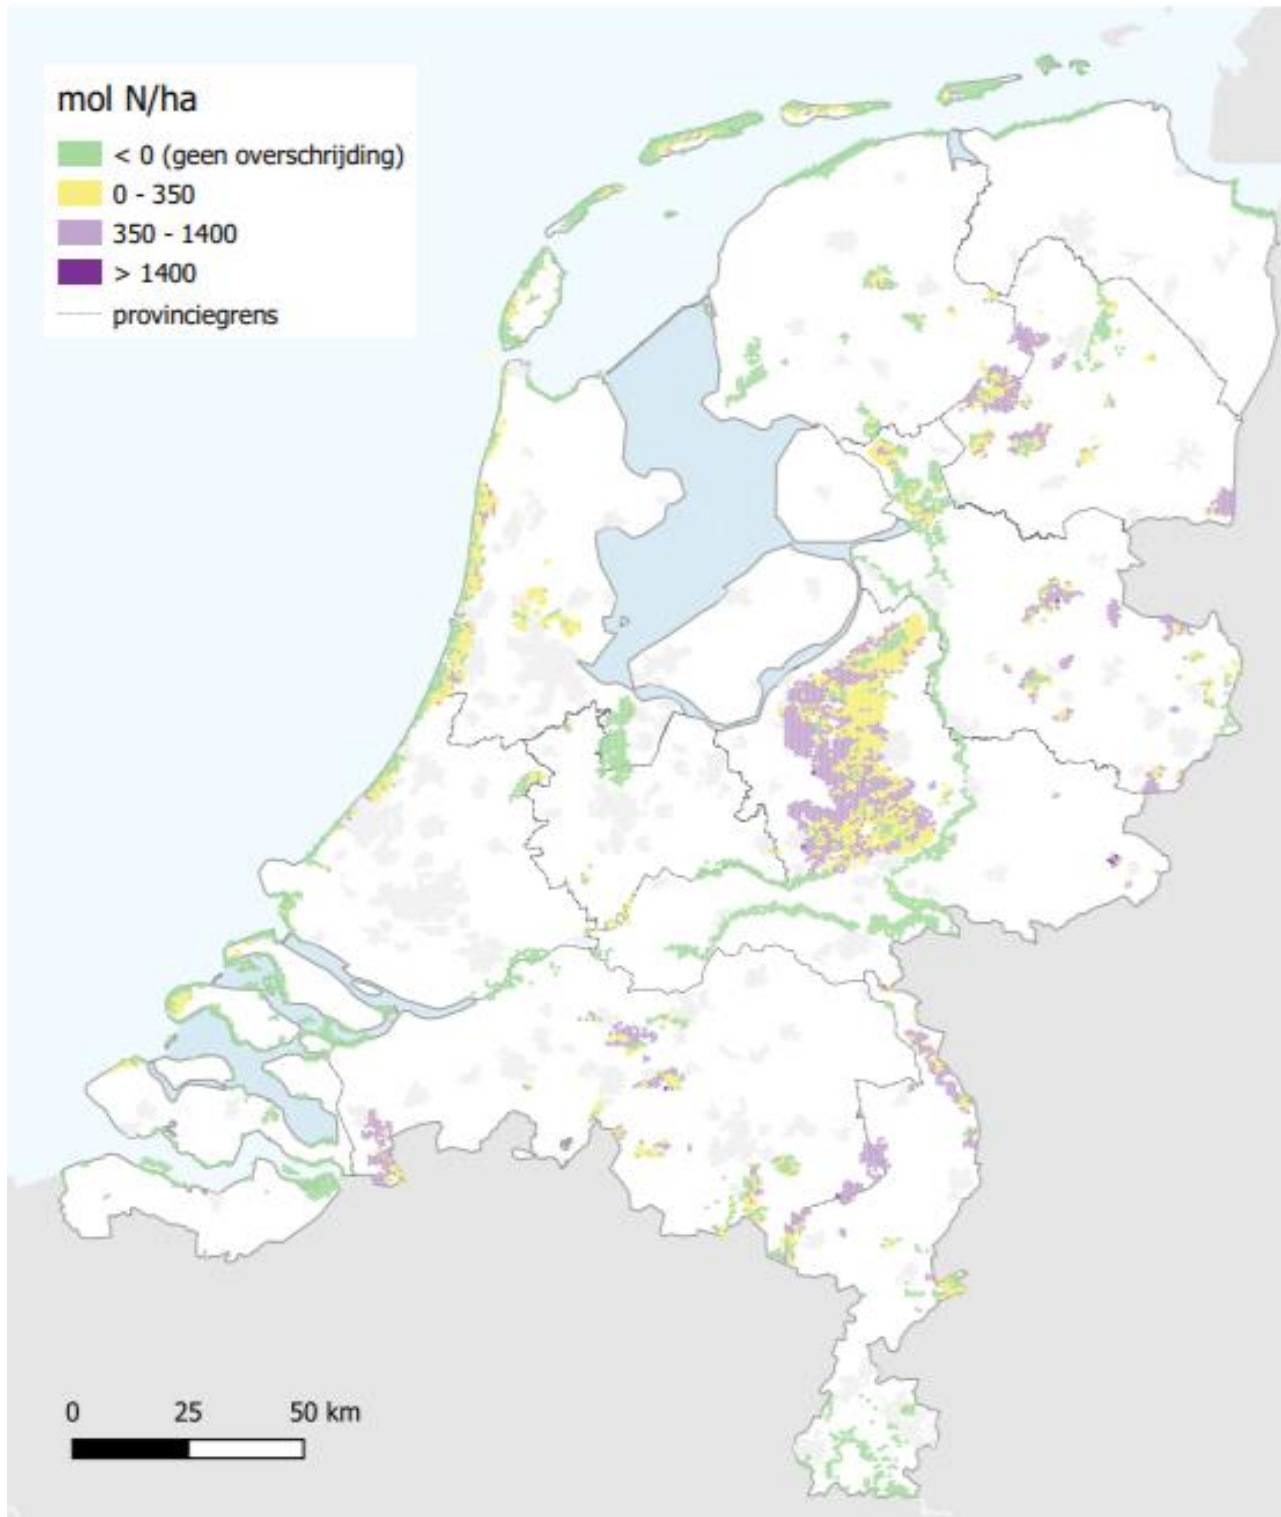 mol N/ha
< 0 (geen overschrijding)
0 - 350
350 - 1400
> 1400
provinciegrens
0 25 50 km